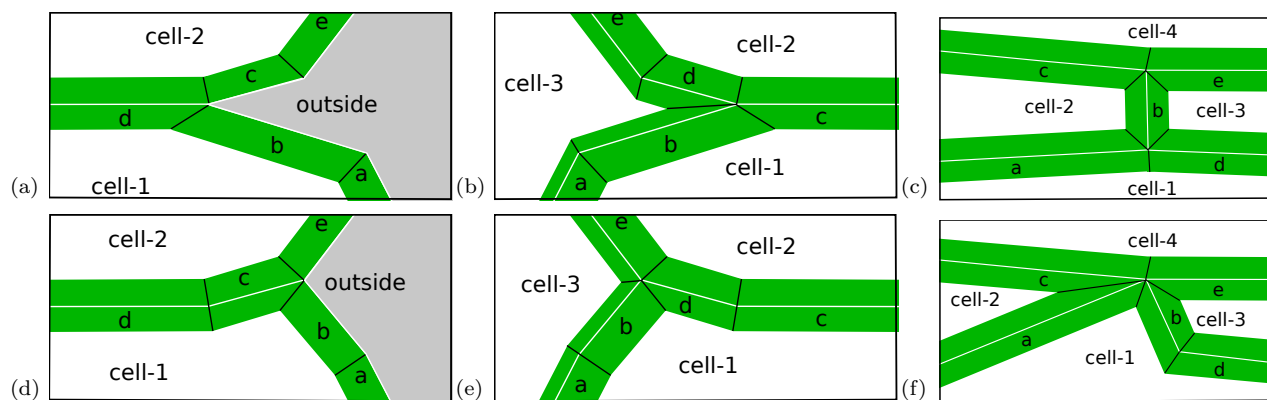 (a) cell-2 e c outside d b a cell-1
(b) e cell-2 d cell-3 c b cell-1 a
(c) cell-4 c e cell-2 b cell-3 a d cell-1
(d) cell-2 e c outside d b cell-1 a
(e) e cell-2 cell-3 d b c cell-1 a
(f) cell-4 c e cell-2 b cell-3 a cell-1 d